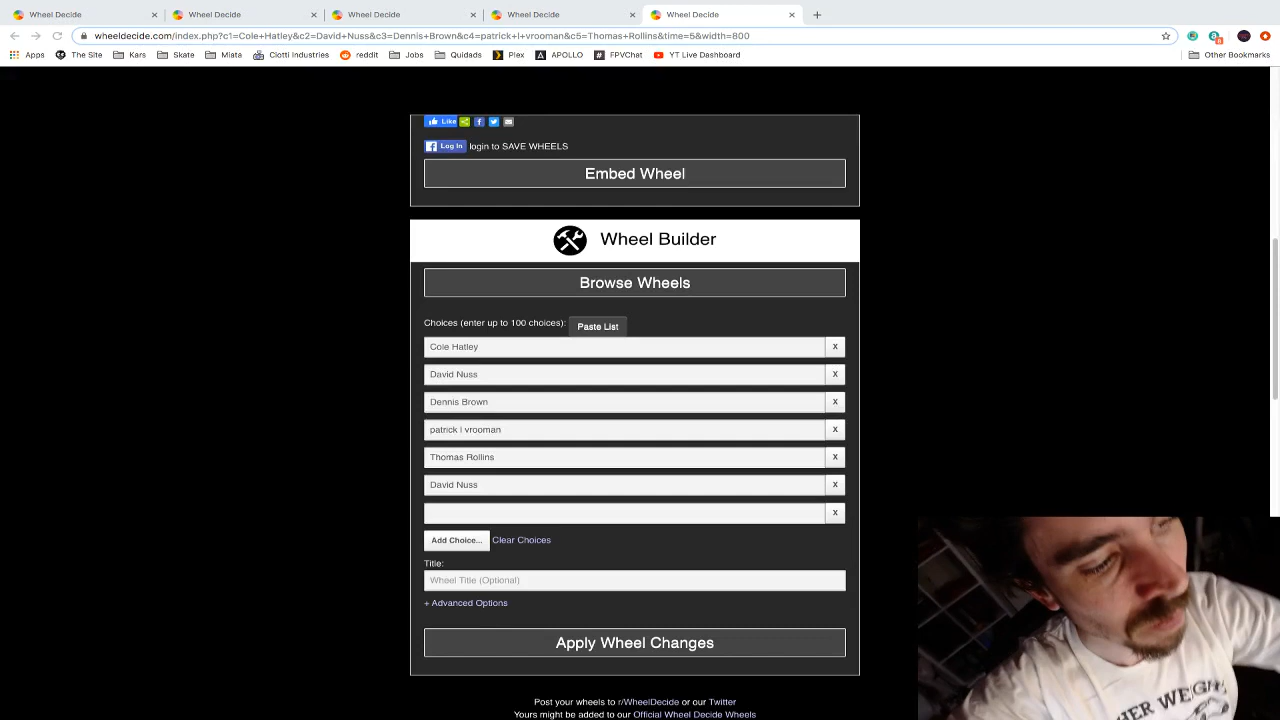 Wheel Decide
Wheel Decide
Wheel Decide
Wheel Decide
Wheel Decide
wheeldecide.com/index.php?c1=Cole+Hatley&c2=David+Nuss&c3=Dennis+Brown&c4=patrick+l+vrooman&c5=Thomas+Rollins&time=5&width=800
Apps The Site Kars Skate Miata Ciotti Industries reddit Jobs Quidads Plex APOLLO FPVChat YT Live Dashboard Other Bookmarks
Like
Log In login to SAVE WHEELS
Embed Wheel
Wheel Builder
Browse Wheels
Choices (enter up to 100 choices): Paste List
Cole Hatley X
David Nuss X
Dennis Brown X
patrick l vrooman X
Thomas Rollins X
David Nuss X
X
Add Choice... Clear Choices
Title:
Wheel Title (Optional)
+ Advanced Options
Apply Wheel Changes
Post your wheels to r/WheelDecide or our Twitter
Yours might be added to our Official Wheel Decide Wheels